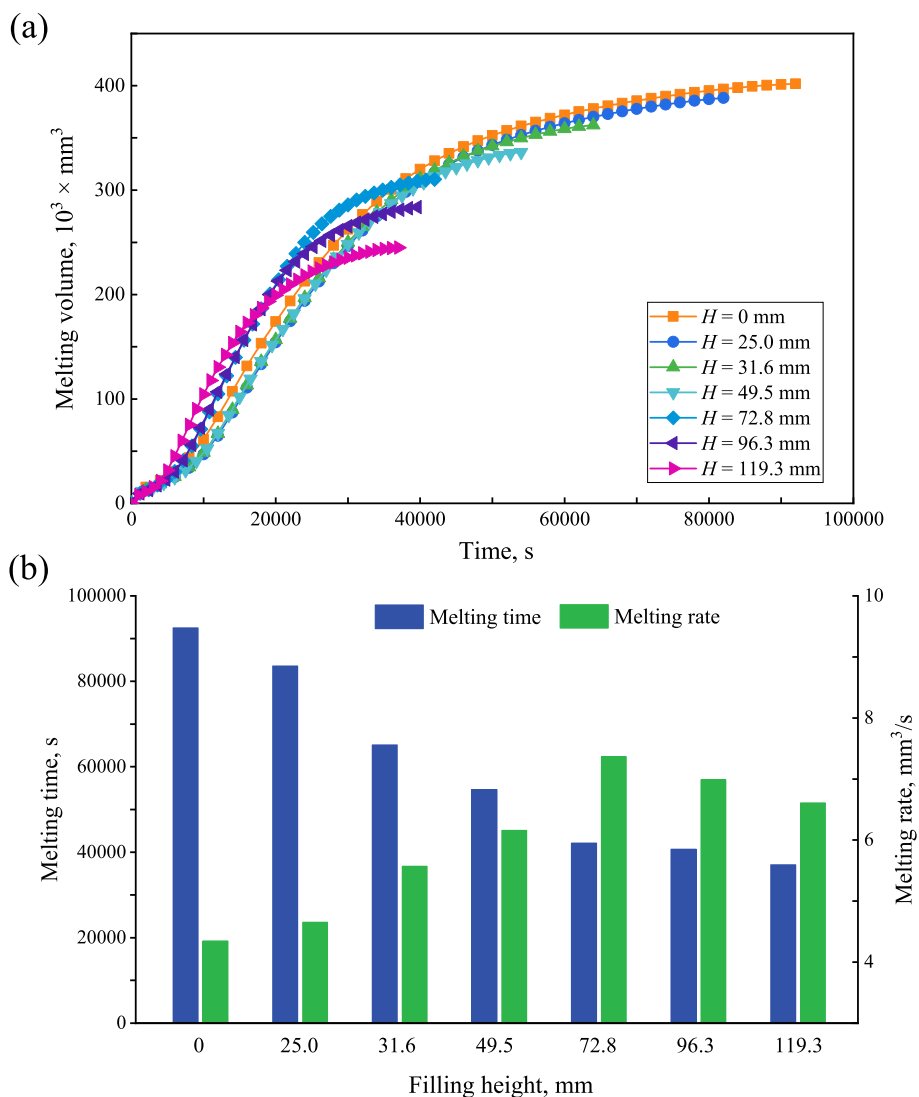 (a)
Melting volume, 10³ × mm³
400
300
200
100
0
H = 0 mm
H = 25.0 mm
H = 31.6 mm
H = 49.5 mm
H = 72.8 mm
H = 96.3 mm
H = 119.3 mm
0 20000 40000 60000 80000 100000
Time, s
(b)
Melting time, s
100000
80000
60000
40000
20000
0
Melting time Melting rate
10
8
6
4
Melting rate, mm³/s
0 25.0 31.6 49.5 72.8 96.3 119.3
Filling height, mm